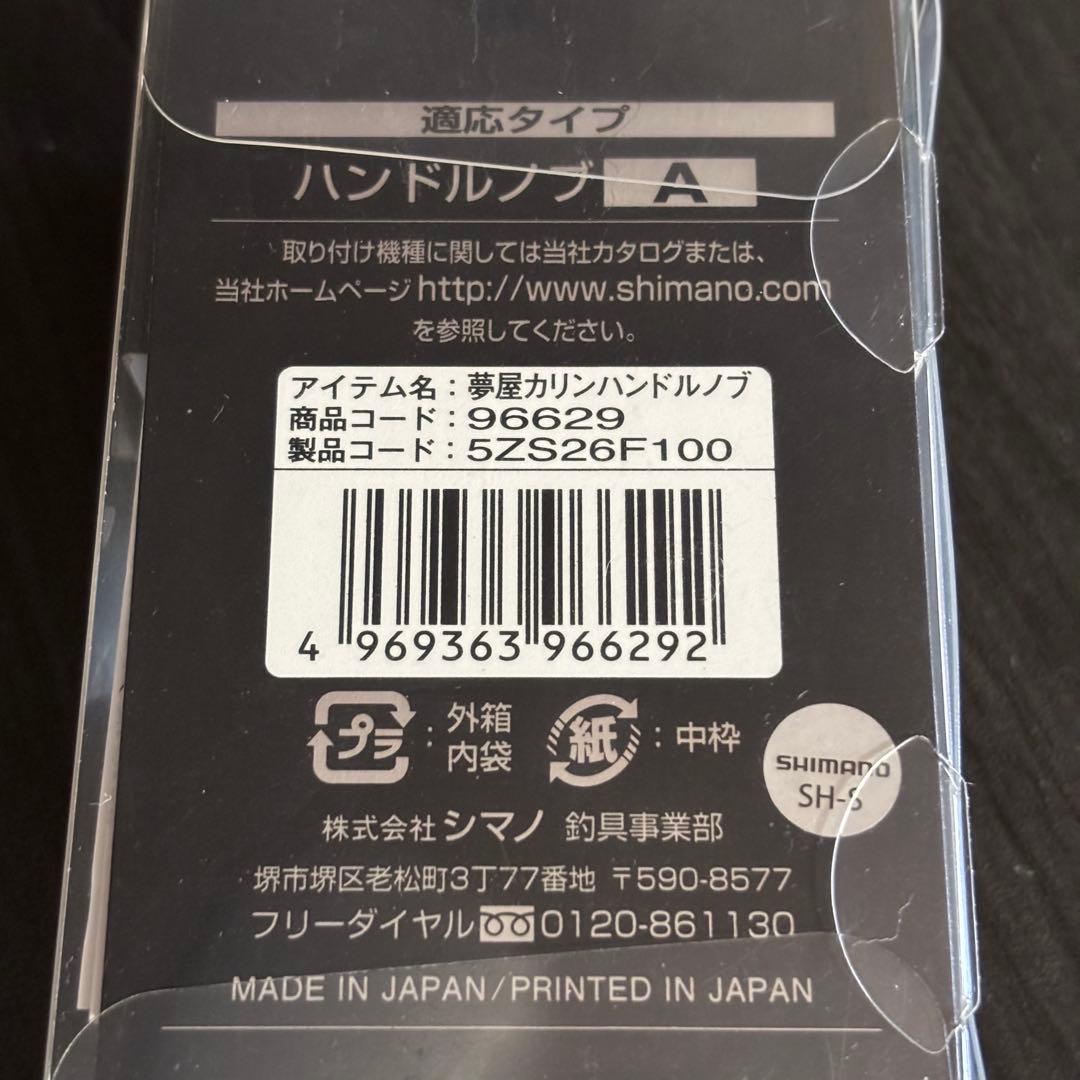 適応タイプ
ハンドルノブ A
取り付け機種に関しては当社カタログまたは、
当社ホームページ http://www.shimano.com
を参照してください。
アイテム名：夢屋カリンハンドルノブ
商品コード：96629
製品コード：5ZS26F100
4 969363 966292
プラ：外箱
内袋
紙：中枠
SHIMANO
SH-S
株式会社 シマノ 釣具事業部
堺市堺区老松町3丁77番地 〒590-8577
フリーダイヤル 0120-861130
MADE IN JAPAN/PRINTED IN JAPAN